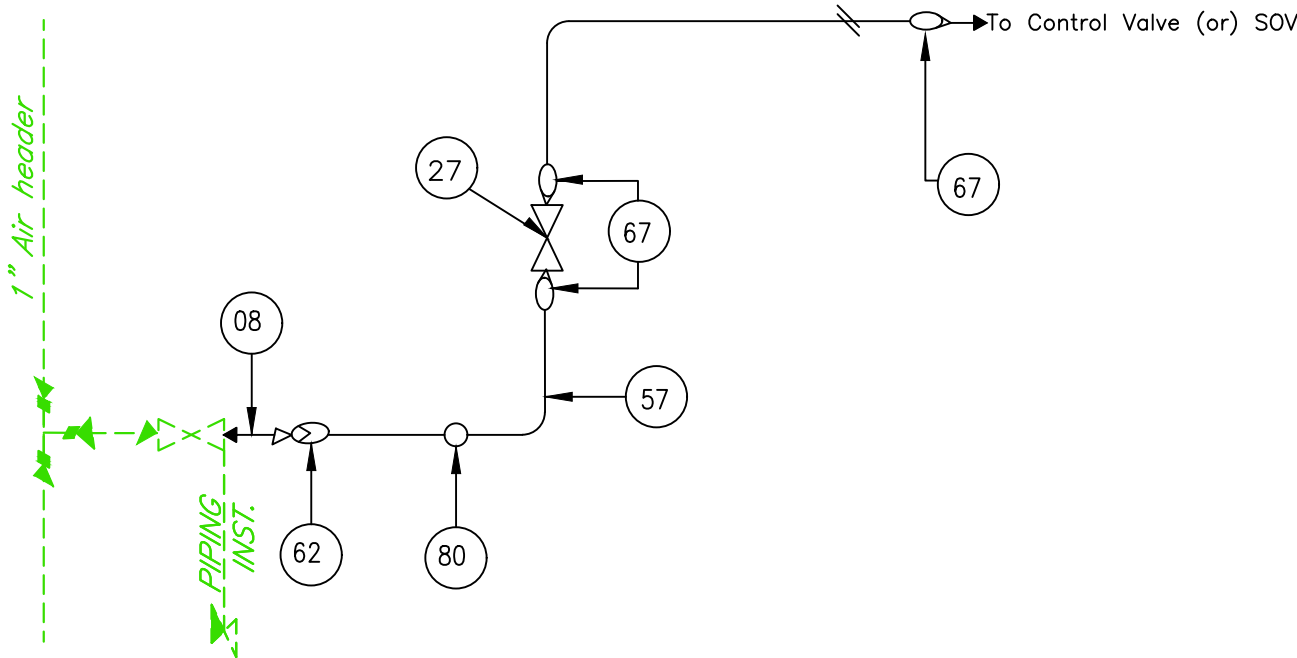 To Control Valve (or) SOV
1" Air header
27
67
67
08
57
PIPING
INST.
62
80